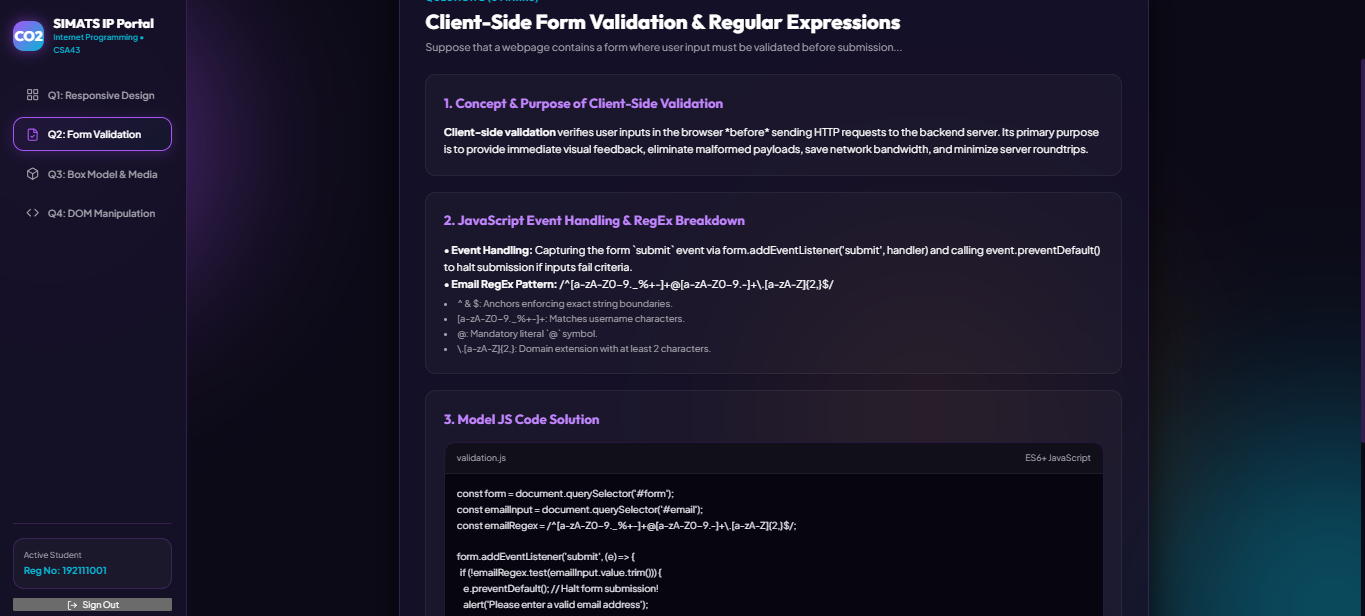 CO2
SIMATS IP Portal
Internet Programming •
CSA43
Q1: Responsive Design
Q2: Form Validation
Q3: Box Model & Media
Q4: DOM Manipulation
Active Student
Reg No: 192111001
Sign Out
Client-Side Form Validation & Regular Expressions
Suppose that a webpage contains a form where user input must be validated before submission...
1. Concept & Purpose of Client-Side Validation
Client-side validation verifies user inputs in the browser *before* sending HTTP requests to the backend server. Its primary purpose
is to provide immediate visual feedback, eliminate malformed payloads, save network bandwidth, and minimize server roundtrips.
2. JavaScript Event Handling & RegEx Breakdown
• Event Handling: Capturing the form `submit` event via form.addEventListener('submit', handler) and calling event.preventDefault()
to halt submission if inputs fail criteria.
• Email RegEx Pattern: /^[a-zA-Z0-9._%+-]+@[a-zA-Z0-9.-]+\.[a-zA-Z]{2,}$/
• ^ & $: Anchors enforcing exact string boundaries.
• [a-zA-Z0-9._%+-]+: Matches username characters.
• @: Mandatory literal `@` symbol.
• \.[a-zA-Z]{2,}: Domain extension with at least 2 characters.
3. Model JS Code Solution
validation.js
ES6+ JavaScript
const form = document.querySelector('#form');
const emailInput = document.querySelector('#email');
const emailRegex = /^[a-zA-Z0-9._%+-]+@[a-zA-Z0-9.-]+\.[a-zA-Z]{2,}$/;
form.addEventListener('submit', (e) => {
if (!emailRegex.test(emailInput.value.trim())) {
e.preventDefault(); // Halt form submission!
alert('Please enter a valid email address');